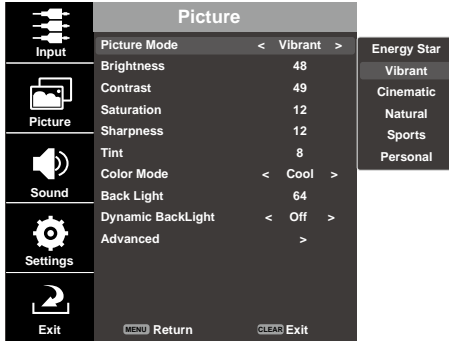 Input
Picture
Sound
Settings
Exit
Picture
Picture Mode < Vibrant >
Brightness 48
Contrast 49
Saturation 12
Sharpness 12
Tint 8
Color Mode < Cool >
Back Light 64
Dynamic BackLight < Off >
Advanced >
MENU Return CLEAR Exit
Energy Star
Vibrant
Cinematic
Natural
Sports
Personal